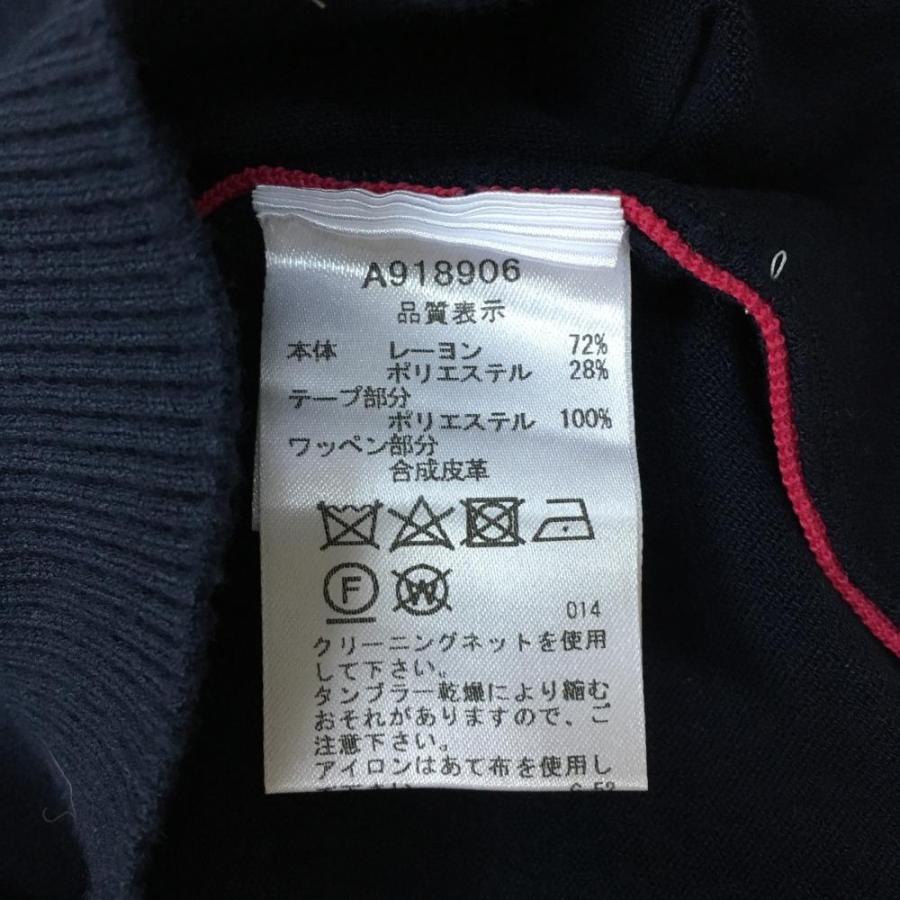 A918906
品質表示
本体 レーヨン 72%
ポリエステル 28%
テープ部分
ポリエステル 100%
ワッペン部分
合成皮革
F W
014
クリーニングネットを使用
して下さい。
タンブラー乾燥により縮む
おそれがありますので、ご
注意下さい。
アイロンはあて布を使用し